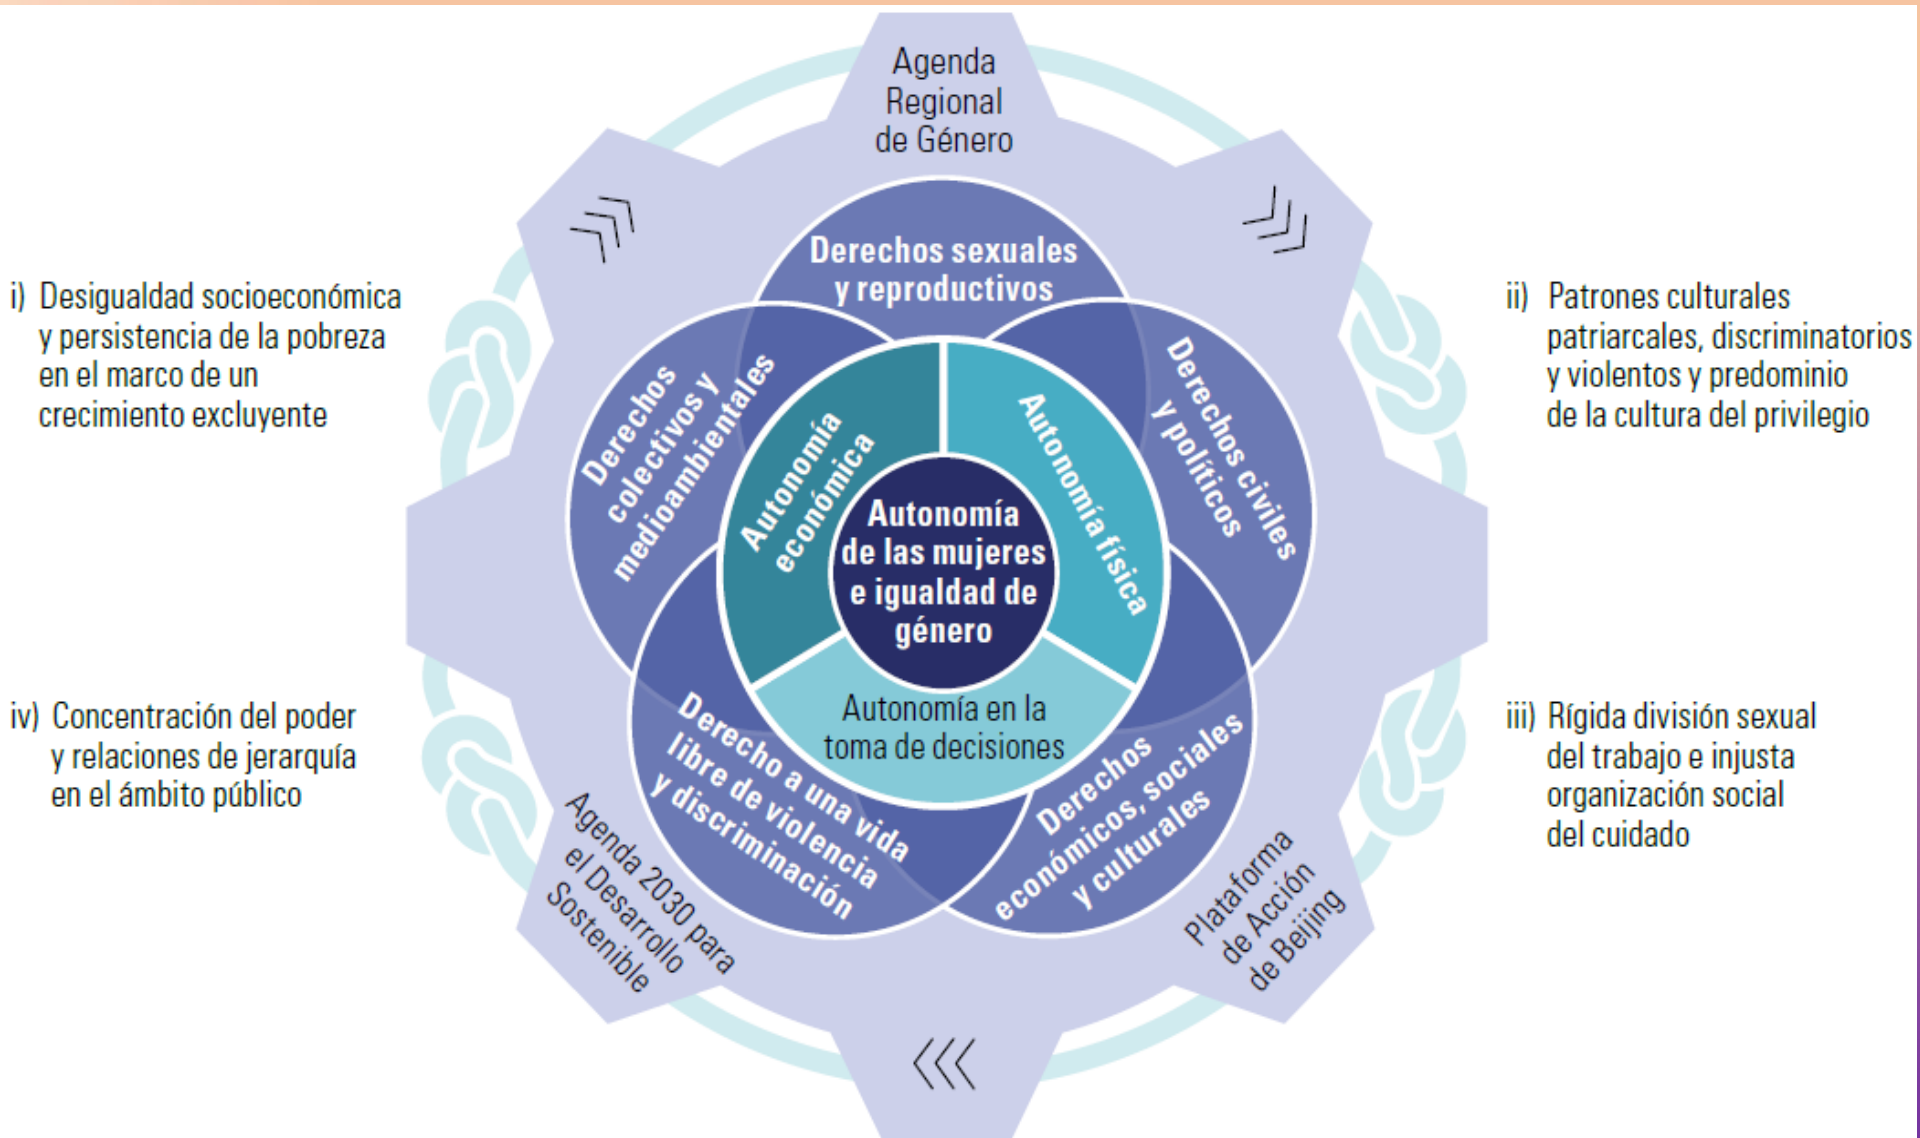 Agenda
Regional
de Género
Derechos sexuales
y reproductivos
i) Desigualdad socioeconómica
y persistencia de la pobreza
en el marco de un
crecimiento excluyente
ii) Patrones culturales
patriarcales, discriminatorios
y violentos y predominio
de la cultura del privilegio
Derechos
colectivos y
medioambientales
Derechos civiles
y políticos
Autonomía
económica
Autonomía física
Autonomía
de las mujeres
e igualdad de
género
Autonomía en la
toma de decisiones
Derecho a una vida
libre de violencia
y discriminación
Derechos
económicos, sociales
y culturales
iv) Concentración del poder
y relaciones de jerarquía
en el ámbito público
iii) Rígida división sexual
del trabajo e injusta
organización social
del cuidado
Agenda 2030 para
el Desarrollo
Sostenible
Plataforma
de Acción
de Beijing